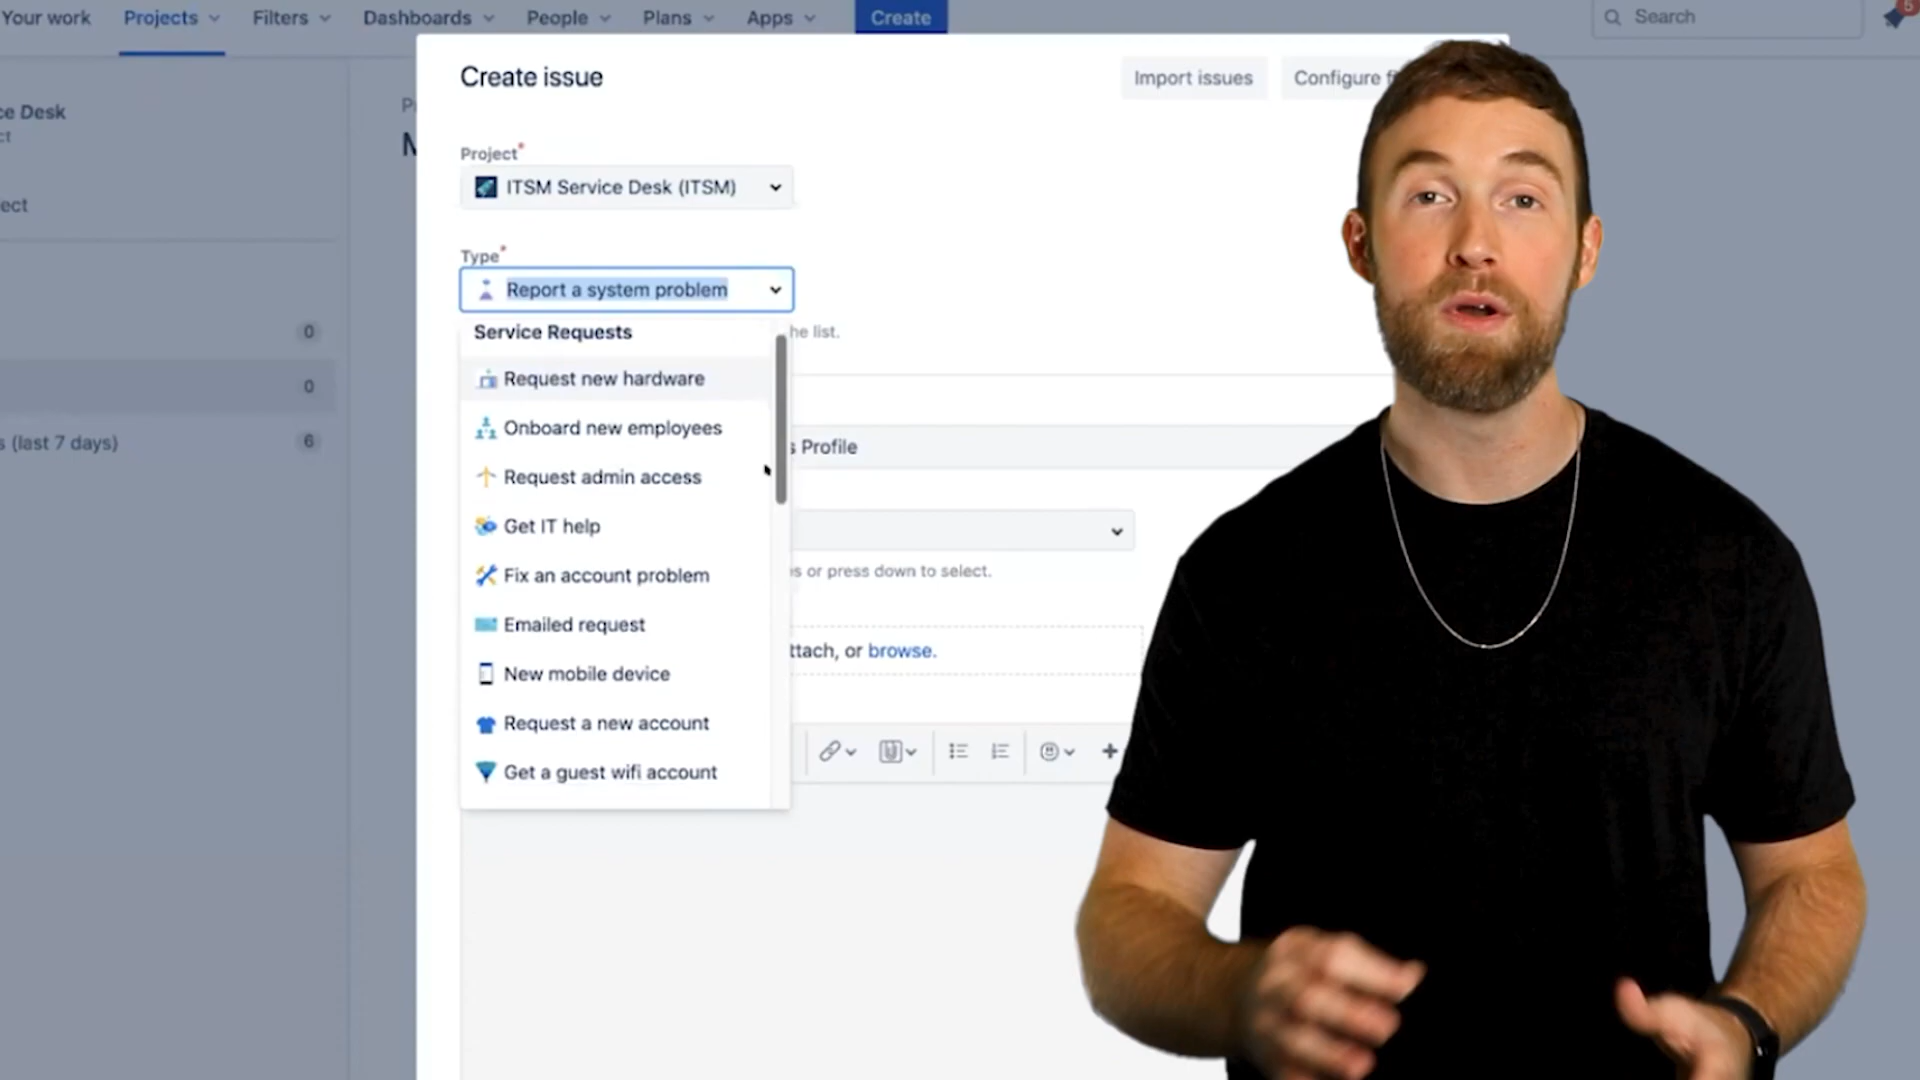 Your work Projects Filters Dashboards People Plans Apps Create Search 5
Create issue Import issues Configure
ce Desk
ct
ect
0
0
s (last 7 days) 6
Project*
ITSM Service Desk (ITSM)
Type*
Report a system problem
Service Requests he list.
Request new hardware
Onboard new employees s Profile
Request admin access
Get IT help
Fix an account problem s or press down to select.
Emailed request
ttach, or browse.
New mobile device
Request a new account
Get a guest wifi account